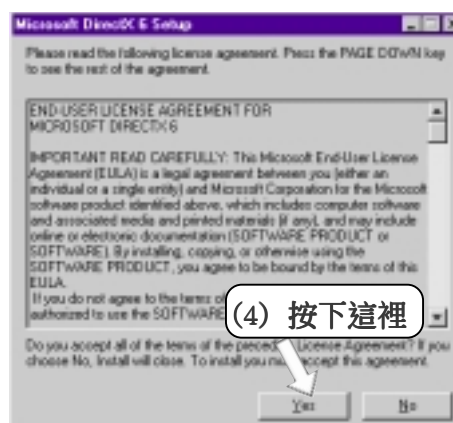 Microsoft DirectX 6 Setup
Please read the following license agreement. Press the PAGE DOWN key
to see the rest of the agreement.
END-USER LICENSE AGREEMENT FOR
MICROSOFT DIRECTX 6
IMPORTANT READ CAREFULLY: This Microsoft End-User License
Agreement (EULA) is a legal agreement between you (either an
individual or a single entity) and Microsoft Corporation for the Microsoft
software product identified above, which includes computer software
and associated media and printed materials (if any), and may include
online or electronic documentation (SOFTWARE PRODUCT or
SOFTWARE). By installing, copying, or otherwise using the
SOFTWARE PRODUCT, you agree to be bound by the terms of this
EULA.
If you do not agree to the terms of
authorized to use the SOFTWARE
(4) 按下這裡
Do you accept all of the terms of the preceding License Agreement? If you
choose No, Install will close. To install you must accept this agreement.
Yes
No